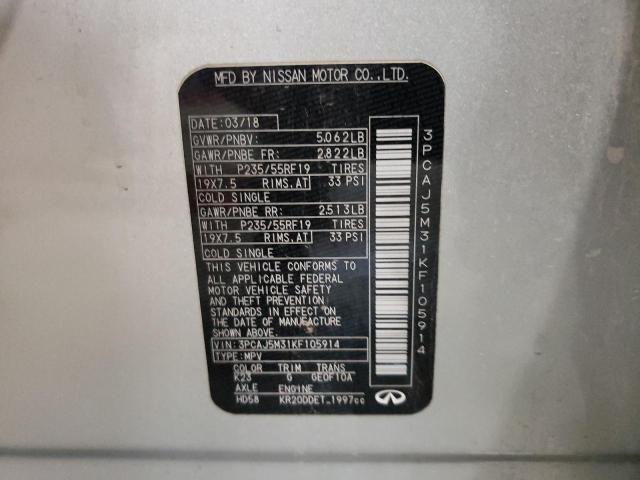 MFD BY NISSAN MOTOR CO.,LTD.
DATE: 03/18
GVWR/PNBV: 5.062LB
GAWR/PNBE FR: 2.822LB
WITH P235/55RF19 TIRES
19X7.5 RIMS.AT 33 PSI
COLD SINGLE
GAWR/PNBE RR: 2.513LB
WITH P235/55RF19 TIRES
19X7.5 RIMS.AT 33 PSI
COLD SINGLE
THIS VEHICLE CONFORMS TO
ALL APPLICABLE FEDERAL
MOTOR VEHICLE SAFETY
AND THEFT PREVENTION
STANDARDS IN EFFECT ON
THE DATE OF MANUFACTURE
SHOWN ABOVE.
VIN: 3PCAJ5M31KF105914
TYPE: MPV
COLOR TRIM TRANS
K23 G GE0F10A
AXLE ENGINE
HD58 KR20DDET 1997cc
3PCAJ5M31KF105914